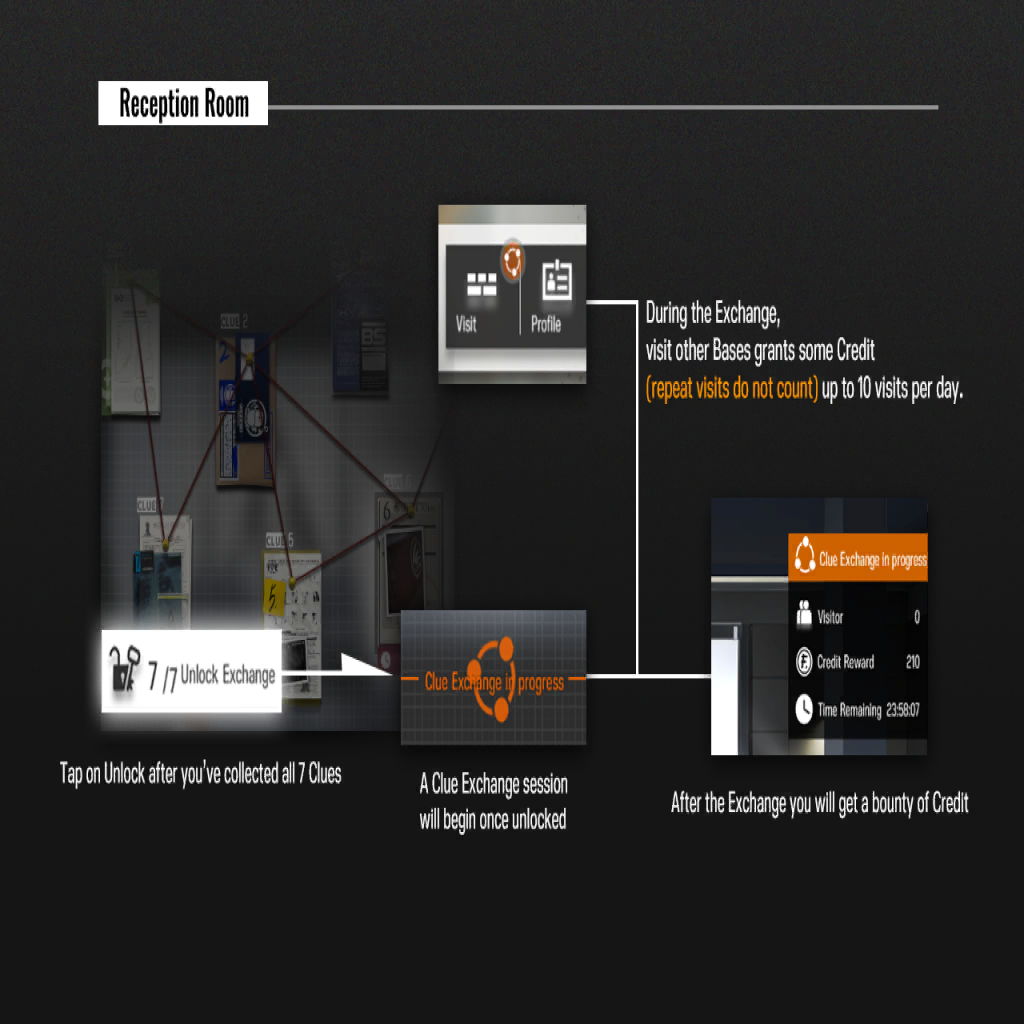 Reception Room
Visit
Profile
During the Exchange,
visit other Bases grants some Credit
(repeat visits do not count) up to 10 visits per day.
CLUE 2
2
BS
CLUE 7
CLUE 5
5
6
7 /7 Unlock Exchange
Clue Exchange in progress
Clue Exchange in progress
Visitor 0
Credit Reward 210
Time Remaining 23:58:07
Tap on Unlock after you've collected all 7 Clues
A Clue Exchange session
will begin once unlocked
After the Exchange you will get a bounty of Credit